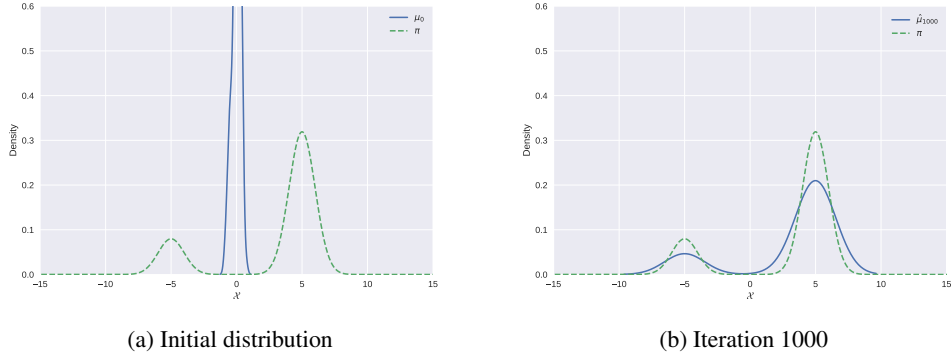 0.6
0.5
0.4
0.3
0.2
0.1
0.0
Density
−15 −10 −5 0 5 10 15
𝒳
μ₀
π
(a) Initial distribution
0.6
0.5
0.4
0.3
0.2
0.1
0.0
Density
−15 −10 −5 0 5 10 15
𝒳
μ̂₁₀₀₀
π
(b) Iteration 1000